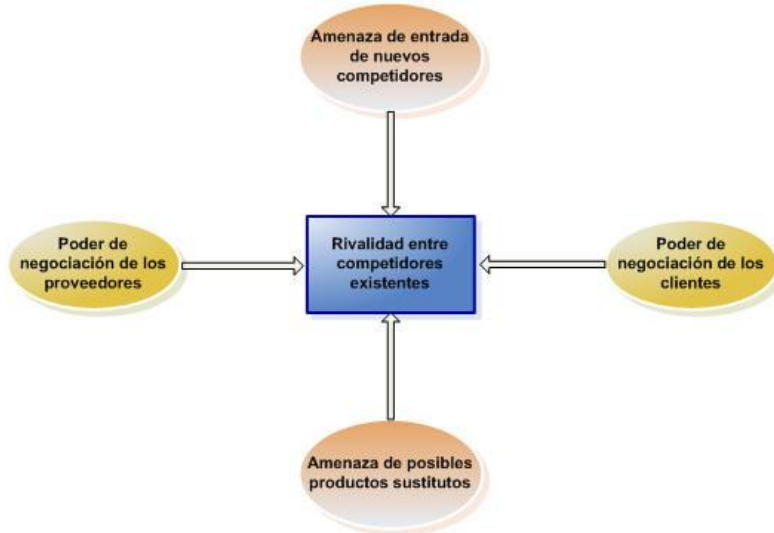 Amenaza de entrada
de nuevos
competidores
Poder de
negociación de los
proveedores
Rivalidad entre
competidores
existentes
Poder de
negociación de los
clientes
Amenaza de posibles
productos sustitutos